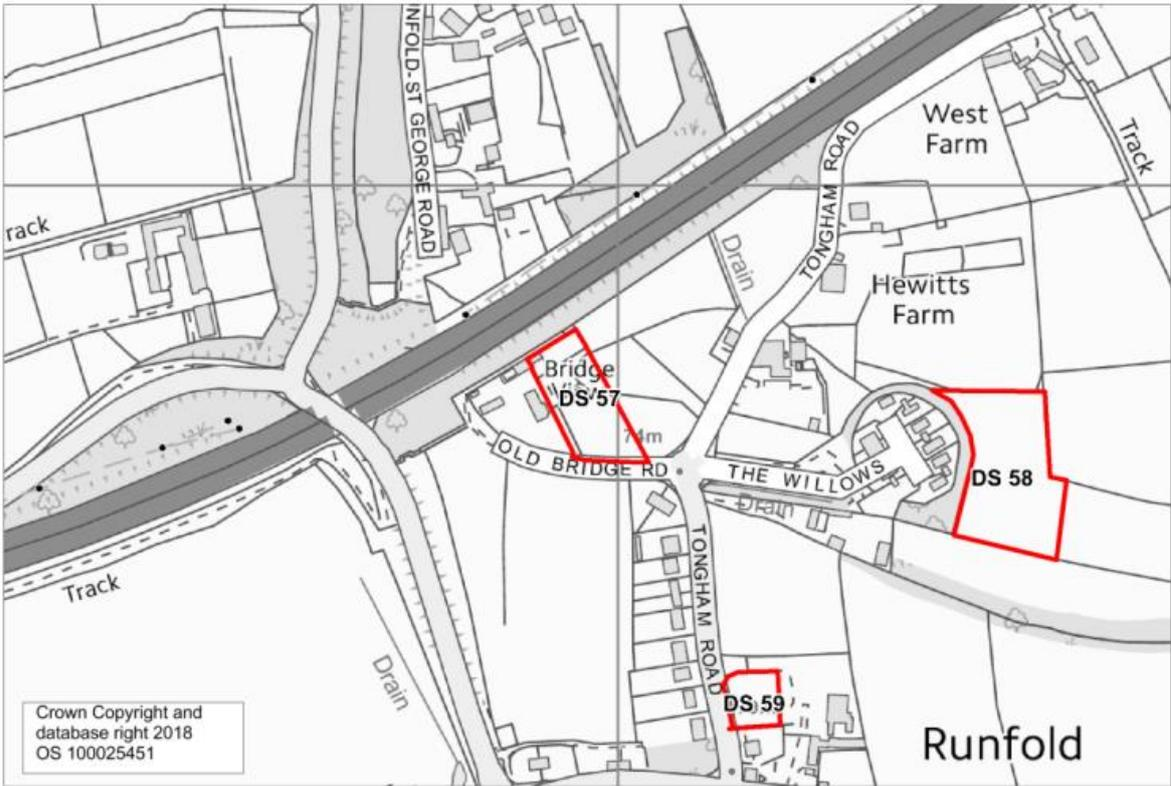 NFOLD-ST GEORGE ROAD
West
Farm
Track
TONGHAM ROAD
rack
Drain
Hewitts
Farm
Bridge
DS 57
74m
OLD BRIDGE RD
THE WILLOWS
DS 58
Drain
Track
TONGHAM ROAD
Drain
DS 59
Runfold
Crown Copyright and
database right 2018
OS 100025451